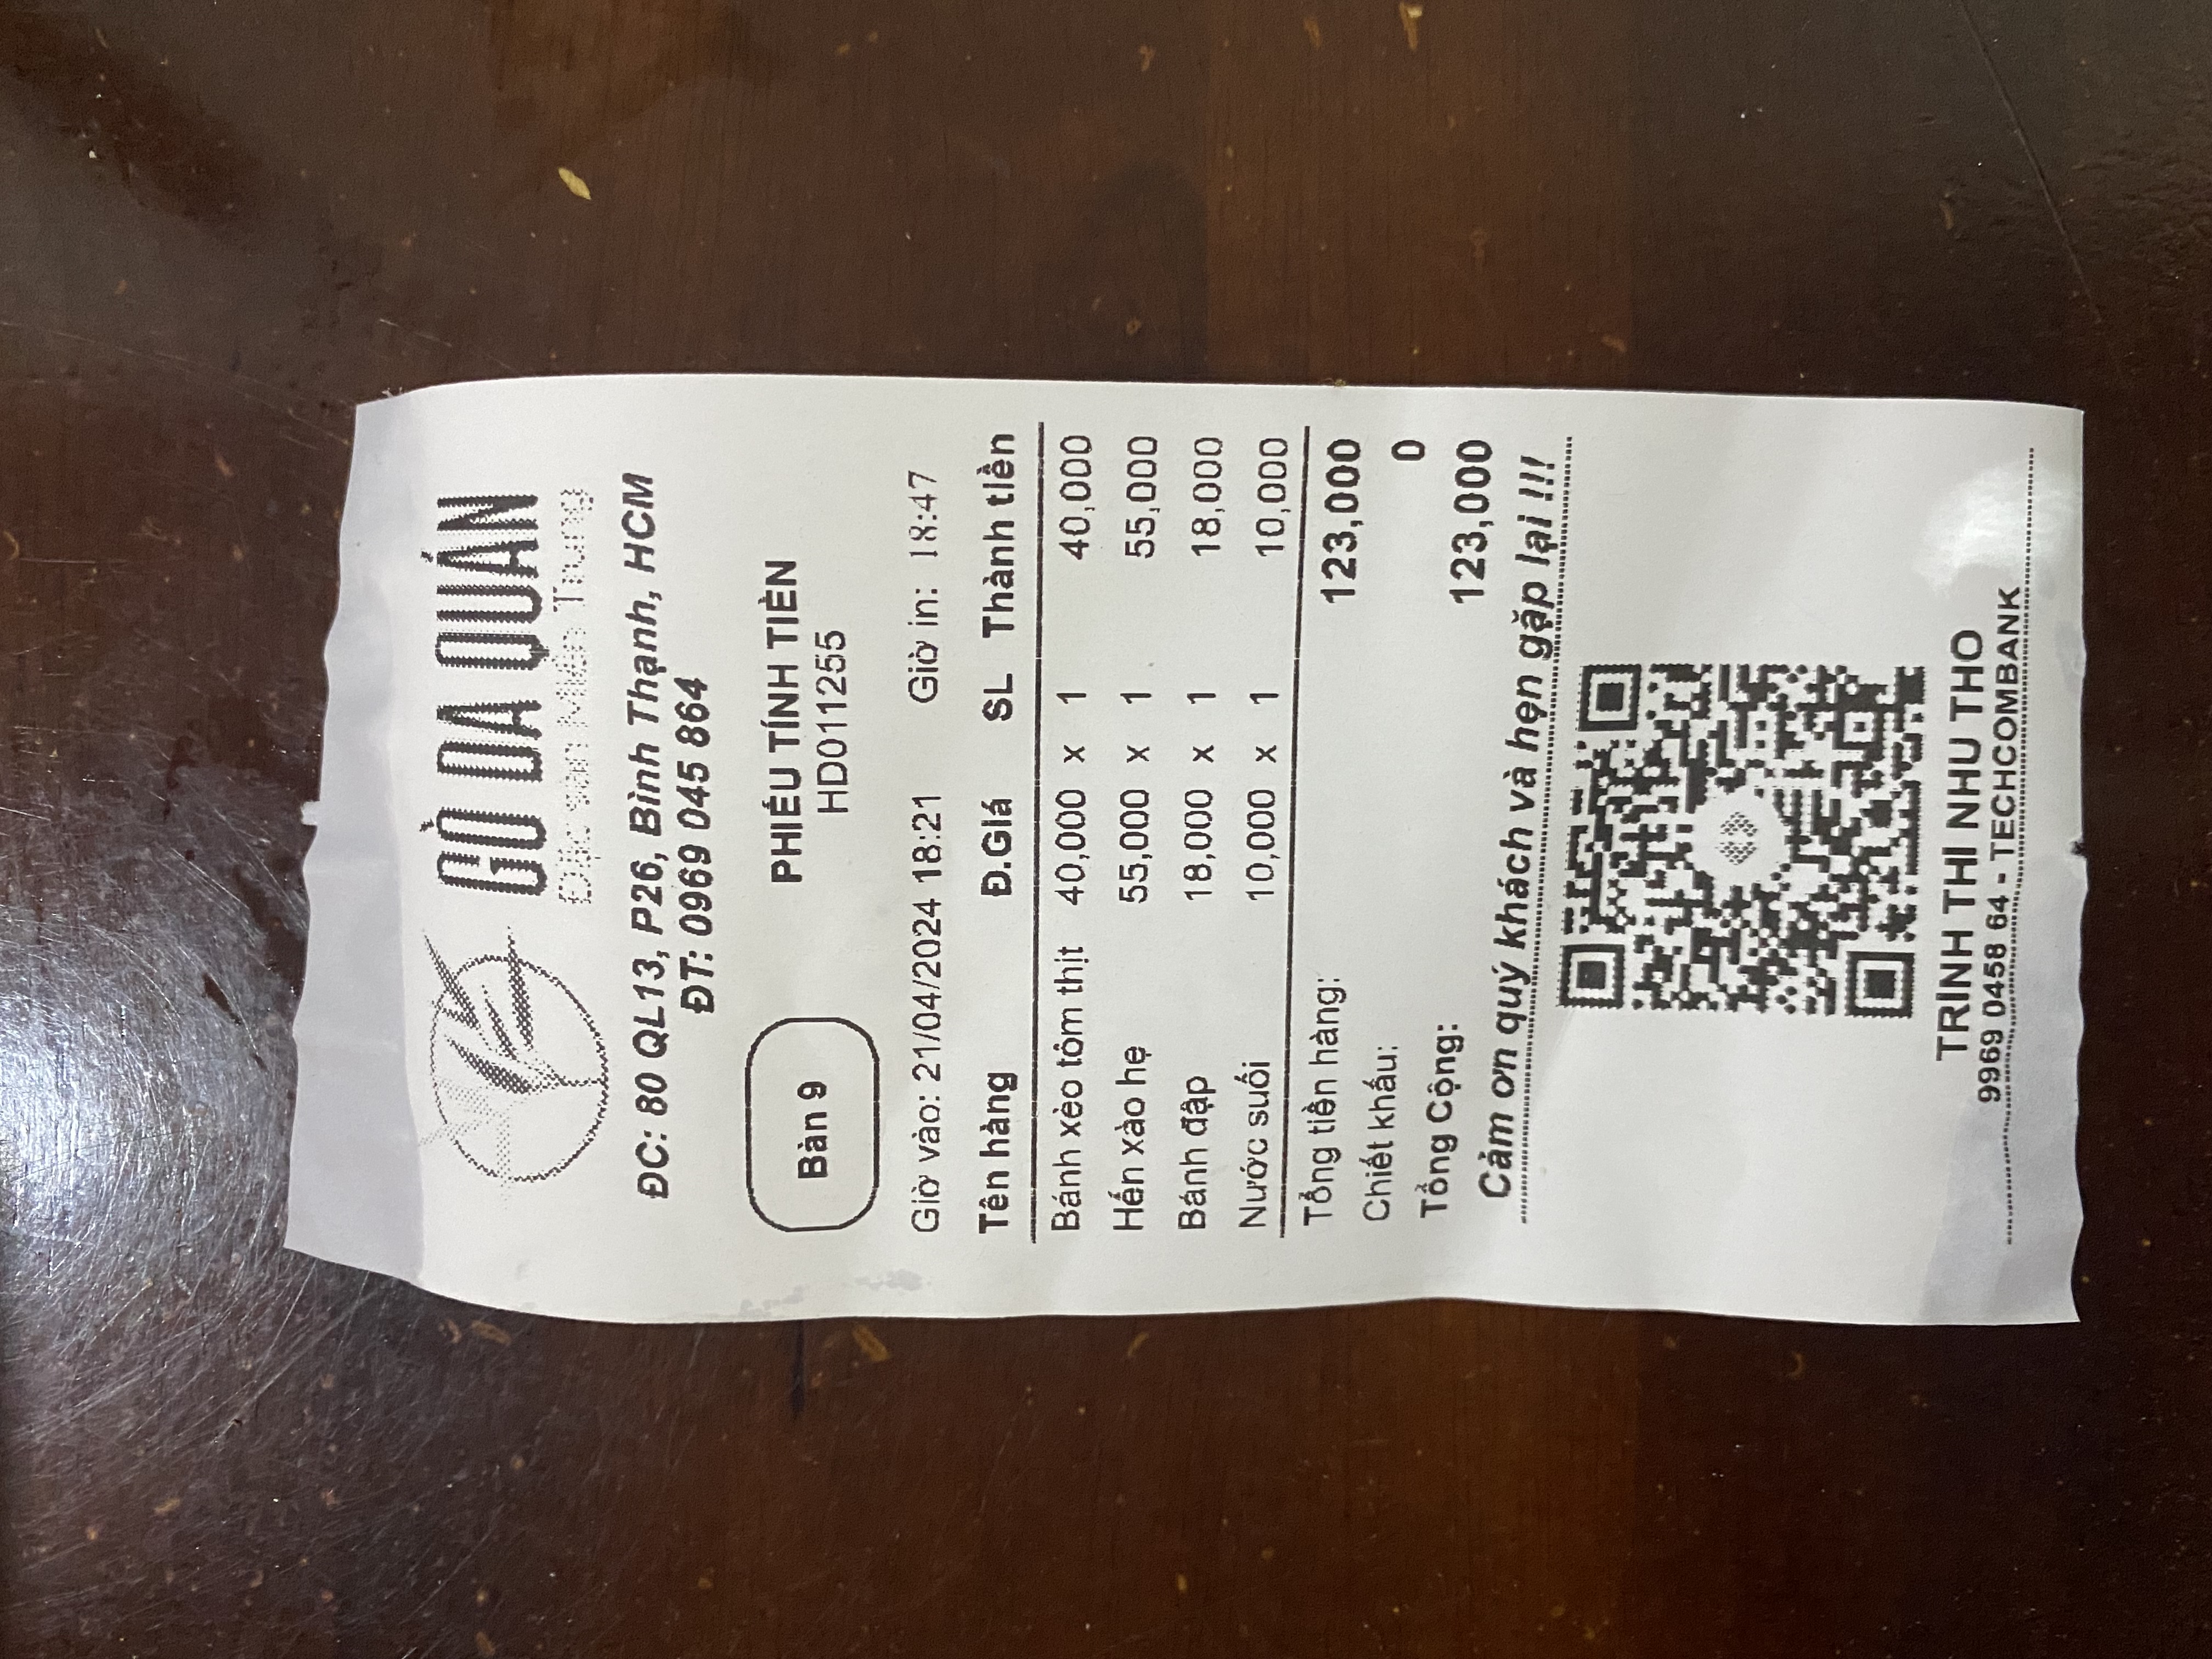 GÒ DA QUÁN
Đặc sản Miền Trung
ĐC: 80 QL13, P26, Bình Thạnh, HCM
ĐT: 0969 045 864
Bàn 9
PHIẾU TÍNH TIỀN
HD011255
Giờ vào: 21/04/2024 18:21 Giờ in: 18:47
Tên hàng Đ.Giá SL Thành tiền
Bánh xèo tôm thịt 40,000 x 1 40,000
Hến xào hẹ 55,000 x 1 55,000
Bánh đập 18,000 x 1 18,000
Nước suối 10,000 x 1 10,000
Tổng tiền hàng: 123,000
Chiết khấu: 0
Tổng Cộng: 123,000
Cảm ơn quý khách và hẹn gặp lại !!!
TRINH THI NHU THO
9969 0458 64 - TECHCOMBANK